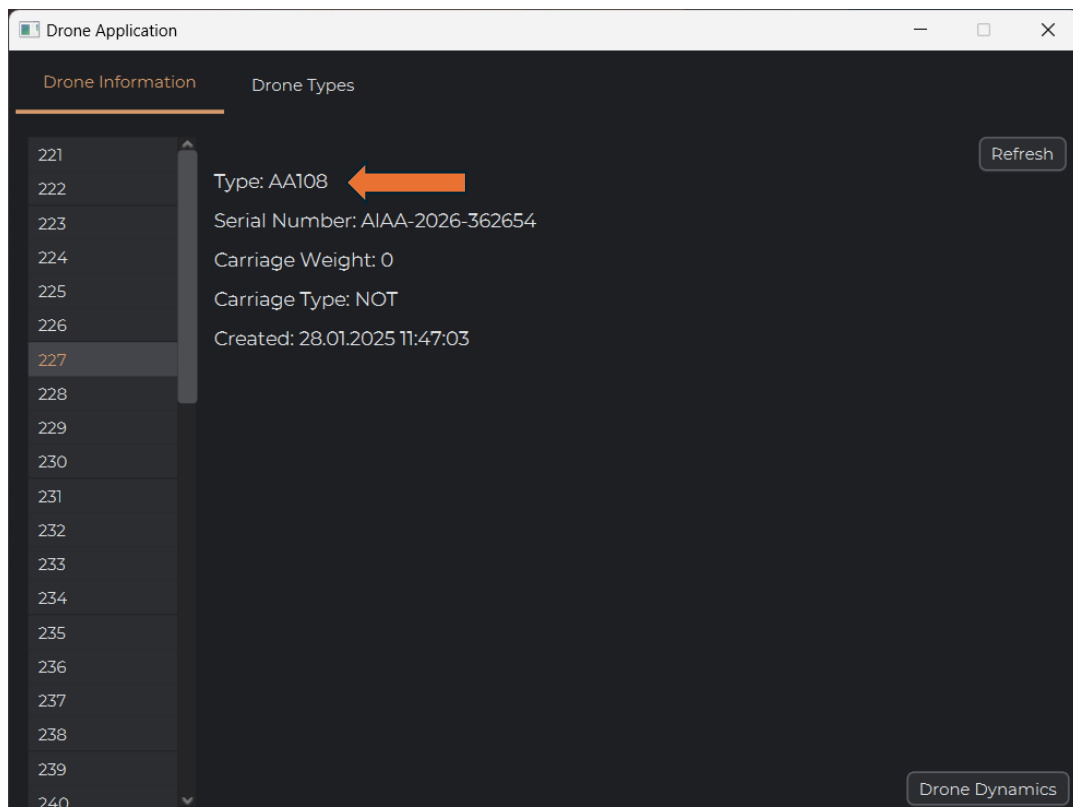 Drone Application
Drone Information
Drone Types
221
222
223
224
225
226
227
228
229
230
231
232
233
234
235
236
237
238
239
240
Refresh
Type: AA108
Serial Number: AIAA-2026-362654
Carriage Weight: 0
Carriage Type: NOT
Created: 28.01.2025 11:47:03
Drone Dynamics